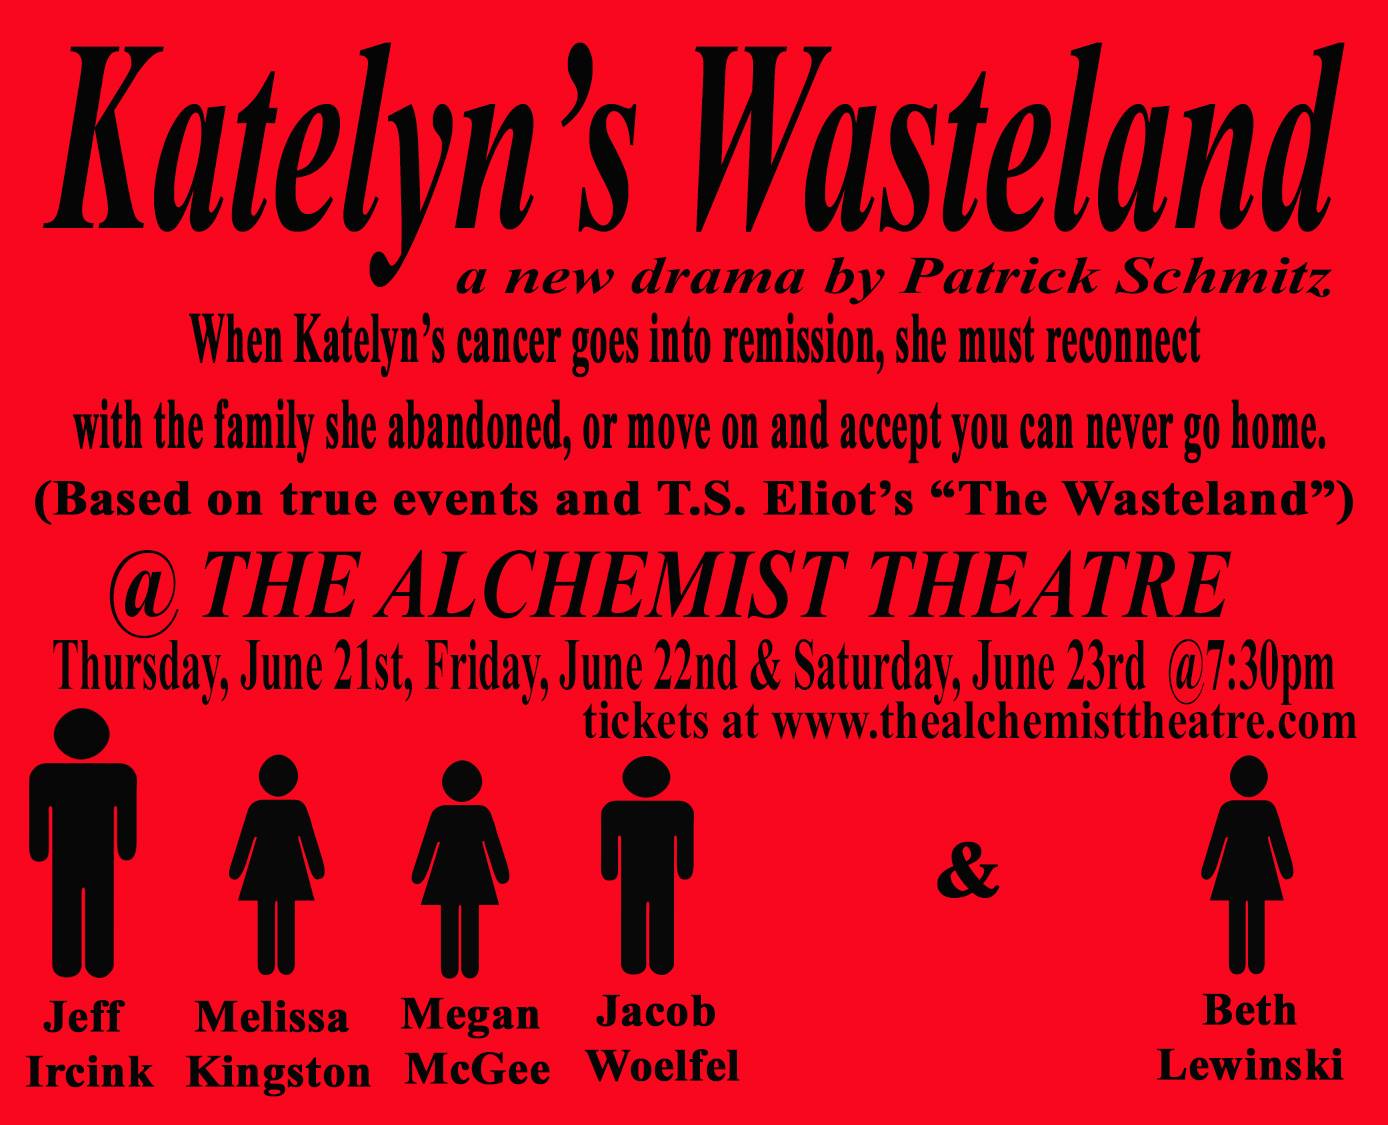 Katelyn’s Wasteland
a new drama by Patrick Schmitz
When Katelyn’s cancer goes into remission, she must reconnect
with the family she abandoned, or move on and accept you can never go home.
(Based on true events and T.S. Eliot’s “The Wasteland”)
@ THE ALCHEMIST THEATRE
Thursday, June 21st, Friday, June 22nd & Saturday, June 23rd @7:30pm
tickets at www.thealchemisttheatre.com
&
Jeff
Ircink
Melissa
Kingston
Megan
McGee
Jacob
Woelfel
Beth
Lewinski